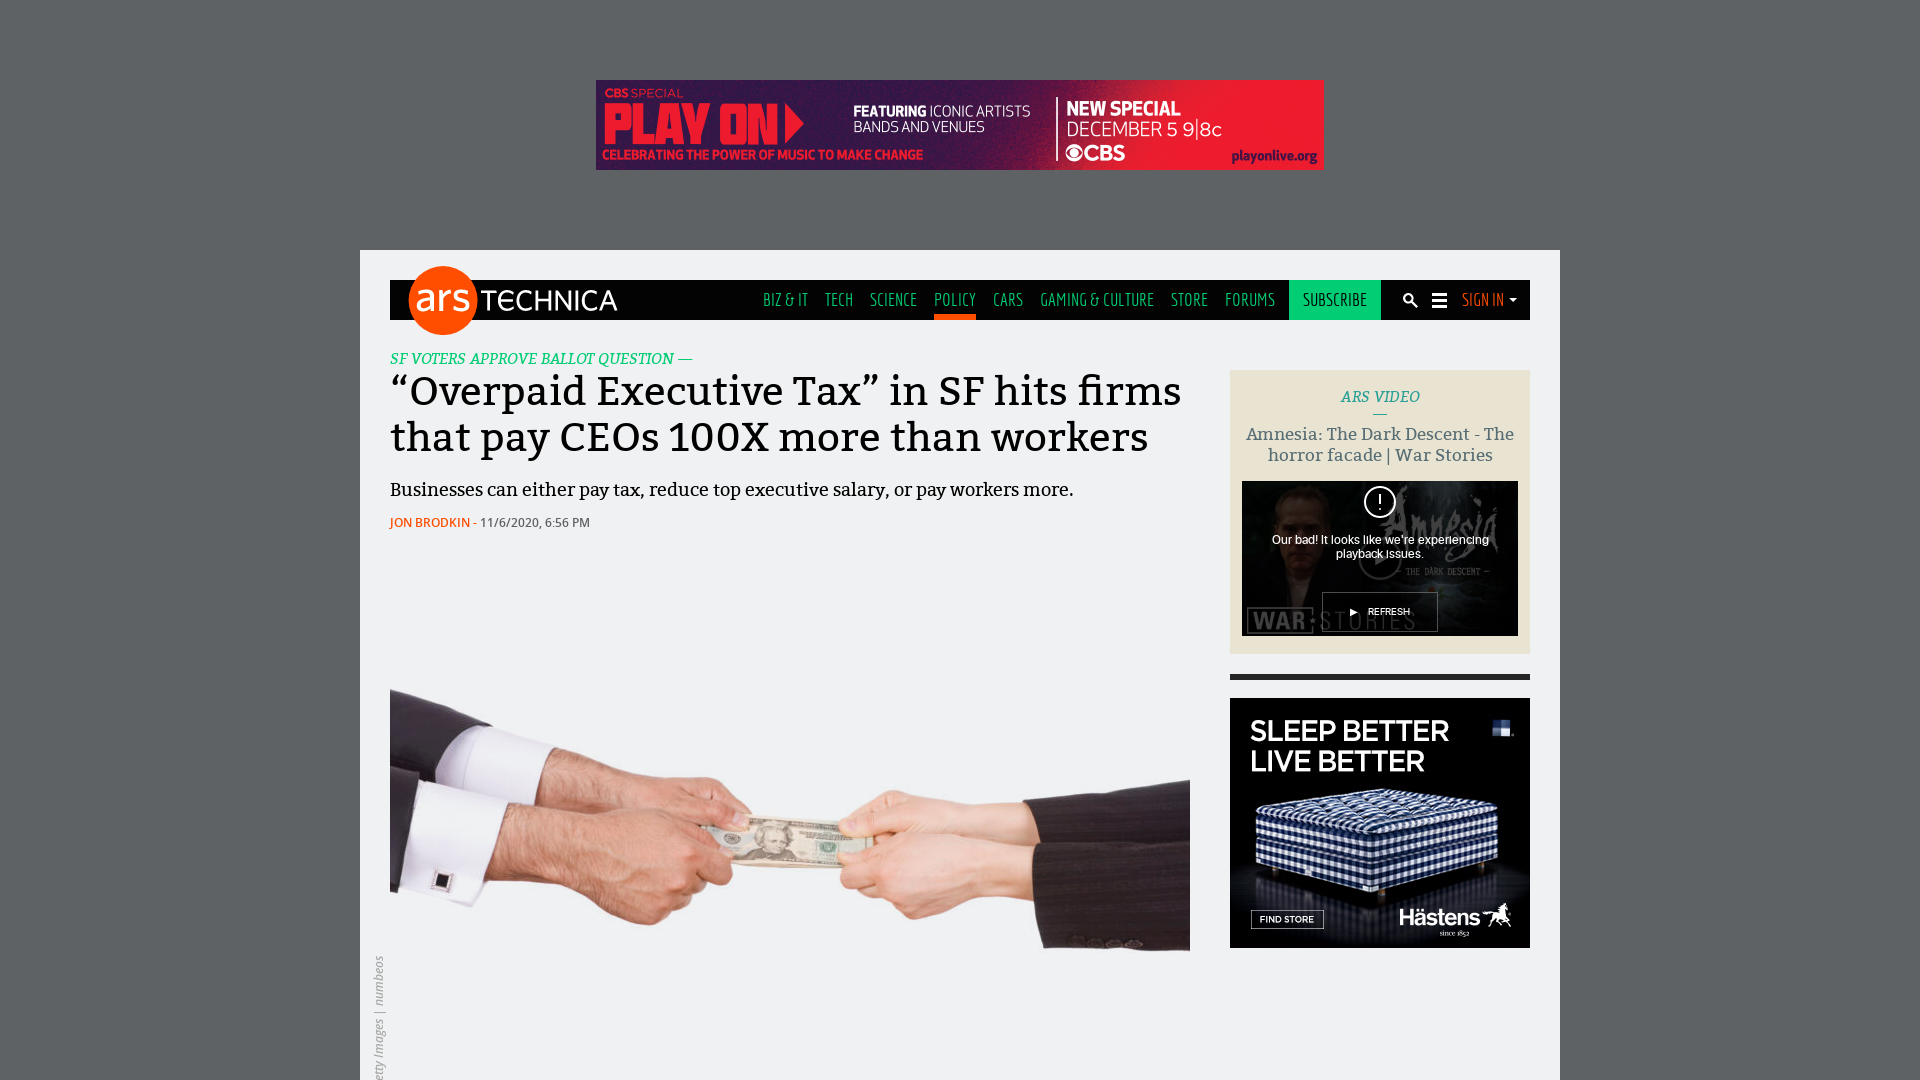 CBS SPECIAL
PLAY ON
CELEBRATING THE POWER OF MUSIC TO MAKE CHANGE
FEATURING ICONIC ARTISTS
BANDS AND VENUES
NEW SPECIAL
DECEMBER 5 9|8c
CBS
playonlive.org
ars TECHNICA
BIZ & IT TECH SCIENCE POLICY CARS GAMING & CULTURE STORE FORUMS SUBSCRIBE SIGN IN
SF VOTERS APPROVE BALLOT QUESTION —
“Overpaid Executive Tax” in SF hits firms
that pay CEOs 100X more than workers
Businesses can either pay tax, reduce top executive salary, or pay workers more.
JON BRODKIN - 11/6/2020, 6:56 PM
etty Images | numbeos
ARS VIDEO
Amnesia: The Dark Descent - The
horror facade | War Stories
Amnesia
Our bad! It looks like we're experiencing
playback issues.
— THE DARK DESCENT —
REFRESH
WAR • STORIES
SLEEP BETTER
LIVE BETTER
FIND STORE
Hästens
since 1852